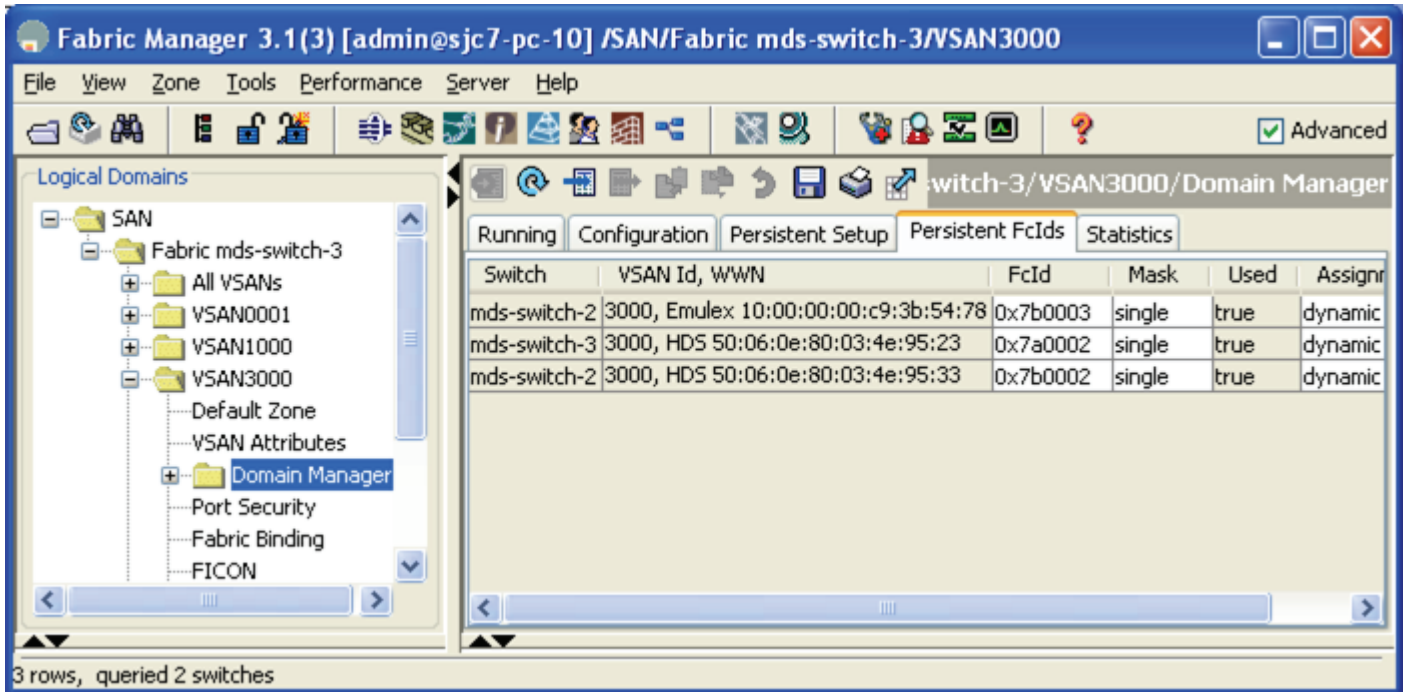 Fabric Manager 3.1(3) [admin@sjc7-pc-10] /SAN/Fabric mds-switch-3/VSAN3000
File View Zone Tools Performance Server Help
Advanced
Logical Domains
SAN
Fabric mds-switch-3
All VSANs
VSAN0001
VSAN1000
VSAN3000
Default Zone
VSAN Attributes
Domain Manager
Port Security
Fabric Binding
FICON
witch-3/VSAN3000/Domain Manager
Running Configuration Persistent Setup Persistent FcIds Statistics
Switch VSAN Id, WWN FcId Mask Used Assignr
mds-switch-2 3000, Emulex 10:00:00:00:c9:3b:54:78 0x7b0003 single true dynamic
mds-switch-3 3000, HDS 50:06:0e:80:03:4e:95:23 0x7a0002 single true dynamic
mds-switch-2 3000, HDS 50:06:0e:80:03:4e:95:33 0x7b0002 single true dynamic
3 rows, queried 2 switches